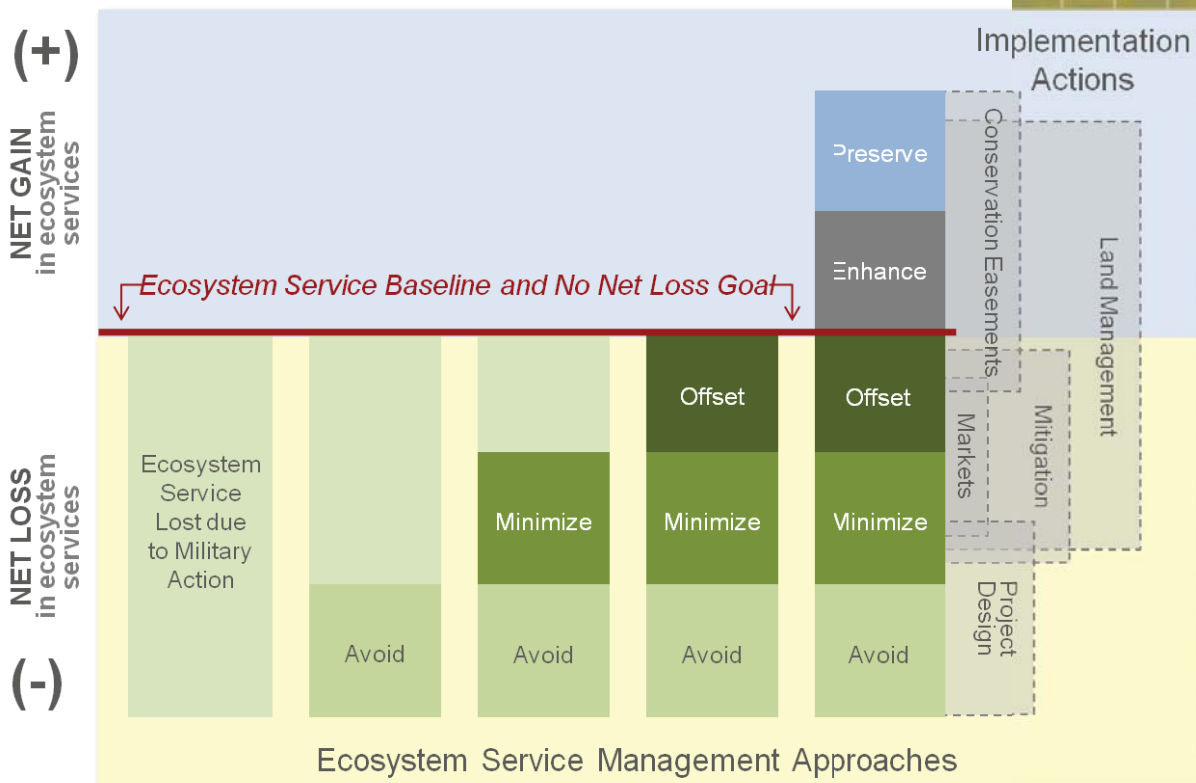 (+)
NET GAIN
in ecosystem
services
Implementation
Actions
Preserve
Enhance
Conservation Easements
Land Management
Ecosystem Service Baseline and No Net Loss Goal
NET LOSS
in ecosystem
services
(-)
Ecosystem
Service
Lost due
to Military
Action
Avoid
Minimize
Avoid
Offset
Minimize
Avoid
Offset
Minimize
Avoid
Markets
Mitigation
Project
Design
Ecosystem Service Management Approaches